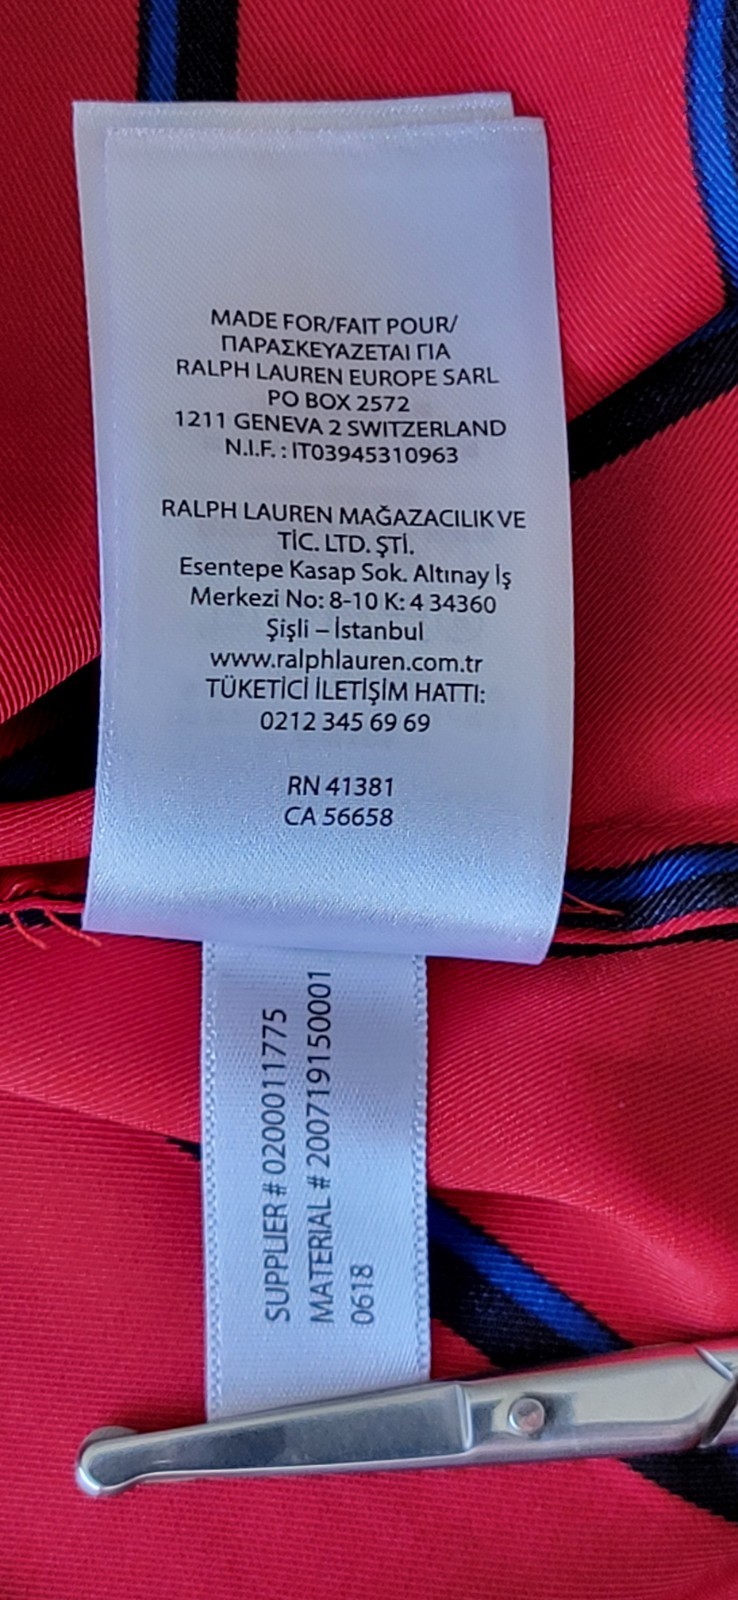 MADE FOR/FAIT POUR/
ΠΑΡΑΣΚΕΥΑΖΕΤΑΙ ΓΙΑ
RALPH LAUREN EUROPE SARL
PO BOX 2572
1211 GENEVA 2 SWITZERLAND
N.I.F. : IT03945310963
RALPH LAUREN MAĞAZACILIK VE
TİC. LTD. ŞTİ.
Esentepe Kasap Sok. Altınay İş
Merkezi No: 8-10 K: 4 34360
Şişli – İstanbul
www.ralphlauren.com.tr
TÜKETİCİ İLETİŞİM HATTI:
0212 345 69 69
RN 41381
CA 56658
SUPPLIER # 0200011775
MATERIAL # 200719150001
0618